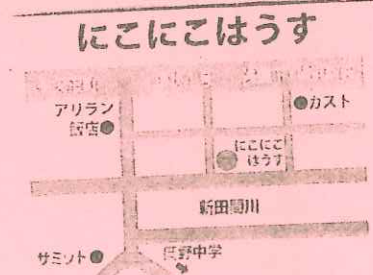 にこにこはうす
アリラン
飯店
カスト
にこにこ
はうす
新田間川
サミット
野中学